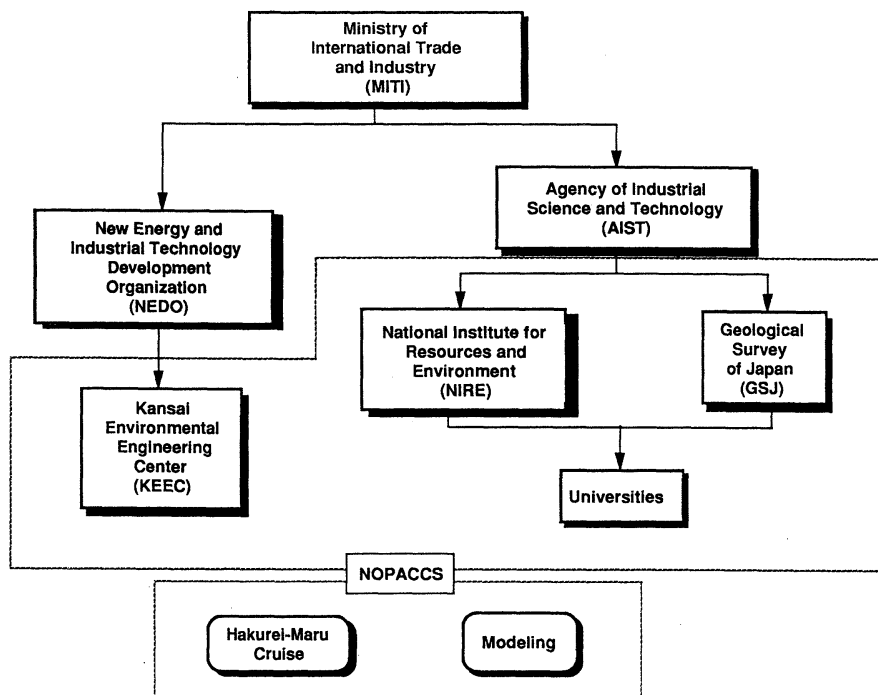 Ministry of
International Trade
and Industry
(MITI)
Agency of Industrial
Science and Technology
(AIST)
New Energy and
Industrial Technology
Development
Organization
(NEDO)
National Institute for
Resources and
Environment
(NIRE)
Geological
Survey
of Japan
(GSJ)
Kansai
Environmental
Engineering
Center
(KEEC)
Universities
NOPACCS
Hakurei-Maru
Cruise
Modeling